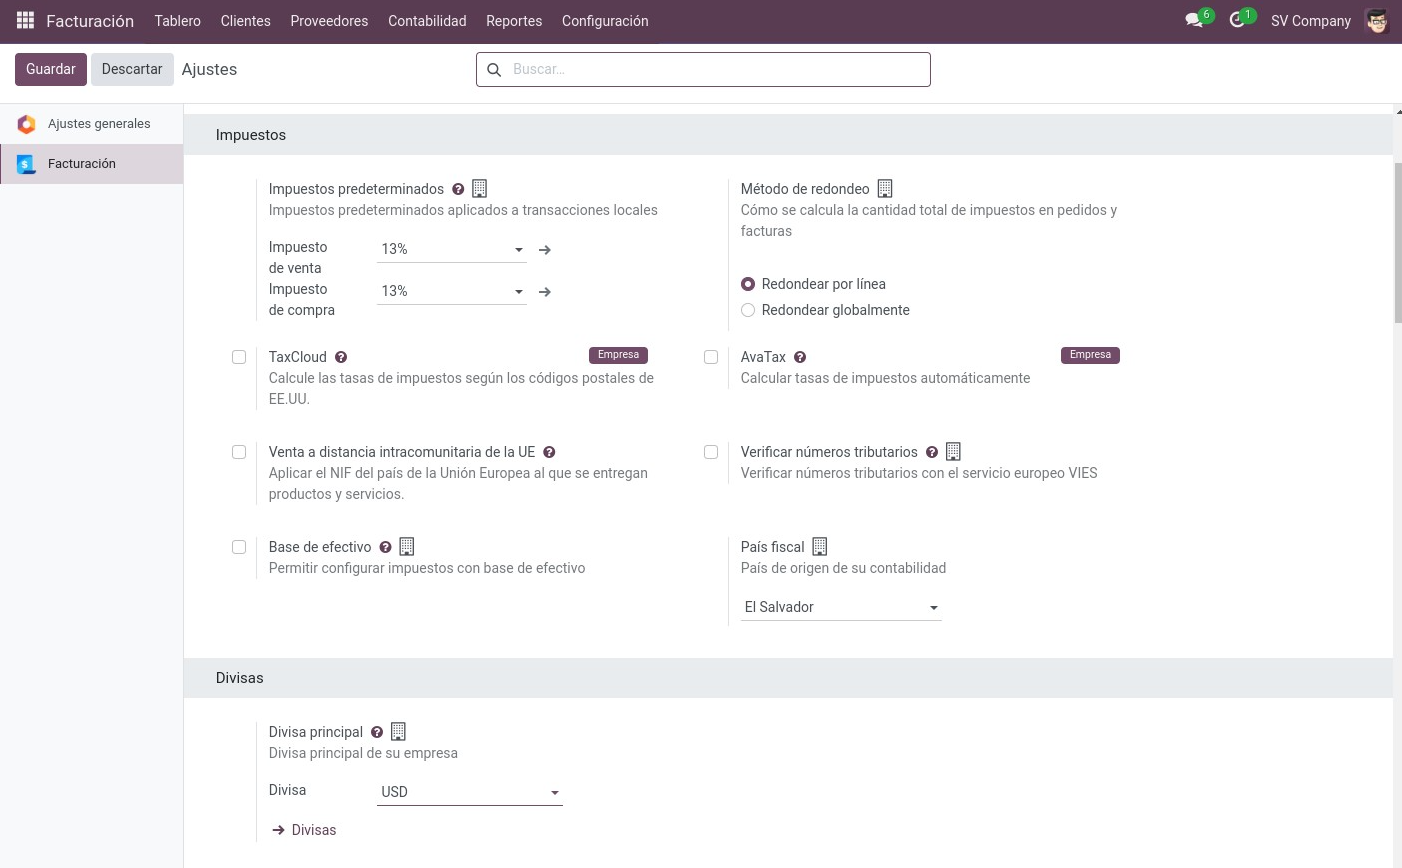 Facturación Tablero Clientes Proveedores Contabilidad Reportes Configuración 6 1 SV Company
Guardar Descartar Ajustes Buscar...
Ajustes generales
Facturación
Impuestos
Impuestos predeterminados ?
Impuestos predeterminados aplicados a transacciones locales
Impuesto de venta 13%
Impuesto de compra 13%
Método de redondeo
Cómo se calcula la cantidad total de impuestos en pedidos y
facturas
Redondear por línea
Redondear globalmente
TaxCloud ? Empresa
Calcule las tasas de impuestos según los códigos postales de
EE.UU.
AvaTax ? Empresa
Calcular tasas de impuestos automáticamente
Venta a distancia intracomunitaria de la UE ?
Aplicar el NIF del país de la Unión Europea al que se entregan
productos y servicios.
Verificar números tributarios ?
Verificar números tributarios con el servicio europeo VIES
Base de efectivo ?
Permitir configurar impuestos con base de efectivo
País fiscal
País de origen de su contabilidad
El Salvador
Divisas
Divisa principal ?
Divisa principal de su empresa
Divisa USD
Divisas